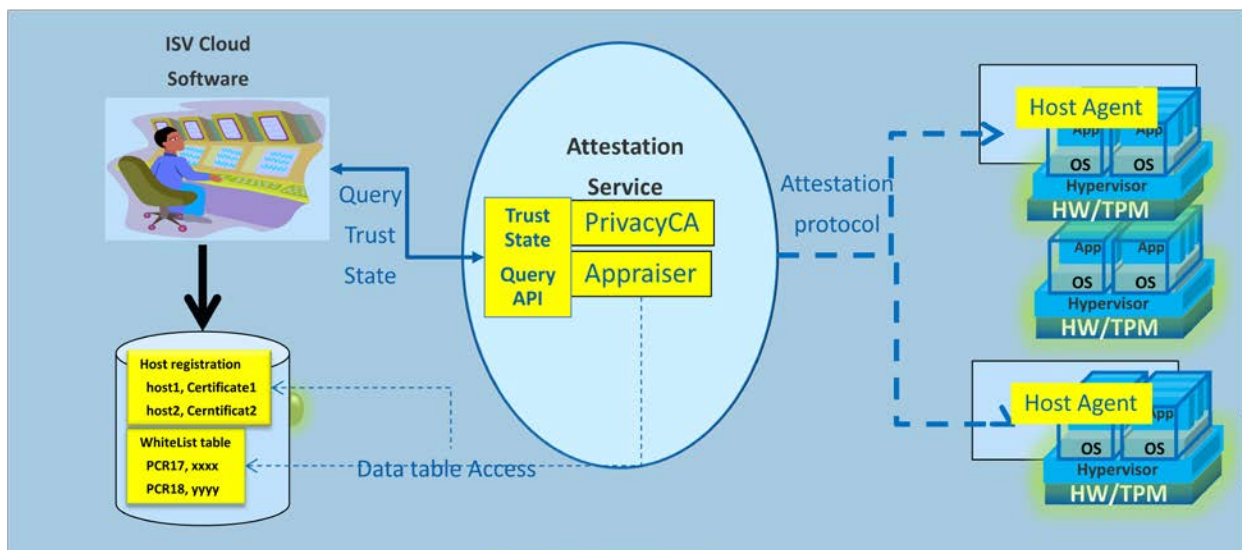 ISV Cloud
Software
Query
Trust
State
Host registration
host1, Certificate1
host2, Cerntificat2
WhiteList table
PCR17, xxxx
PCR18, yyyy
Data table Access
Attestation
Service
Trust
State
Query
API
PrivacyCA
Appraiser
Attestation
protocol
Host Agent
App
App
OS
OS
Hypervisor
HW/TPM
App
App
OS
OS
Hypervisor
HW/TPM
Host Agent
App
OS
OS
Hypervisor
HW/TPM